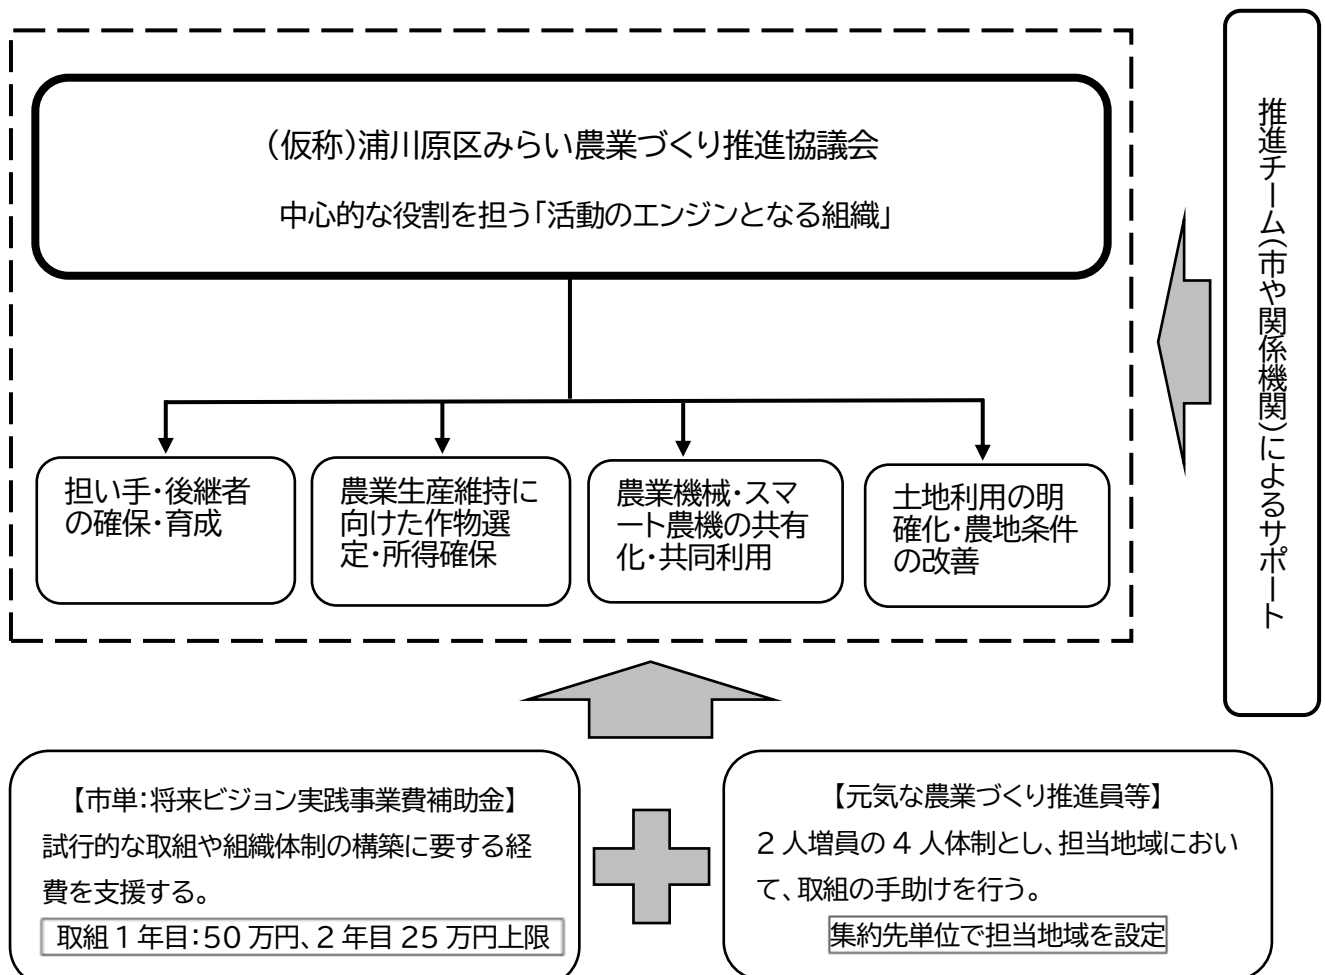 (仮称)浦川原区みらい農業づくり推進協議会
中心的な役割を担う「活動のエンジンとなる組織」
担い手・後継者
の確保・育成
農業生産維持に
向けた作物選
定・所得確保
農業機械・スマ
ート農機の共有
化・共同利用
土地利用の明
確化・農地条件
の改善
推進チーム(市や関係機関)によるサポート
【市単:将来ビジョン実践事業費補助金】
試行的な取組や組織体制の構築に要する経
費を支援する。
取組1年目:50万円、2年目25万円上限
【元気な農業づくり推進員等】
2人増員の4人体制とし、担当地域におい
て、取組の手助けを行う。
集約先単位で担当地域を設定